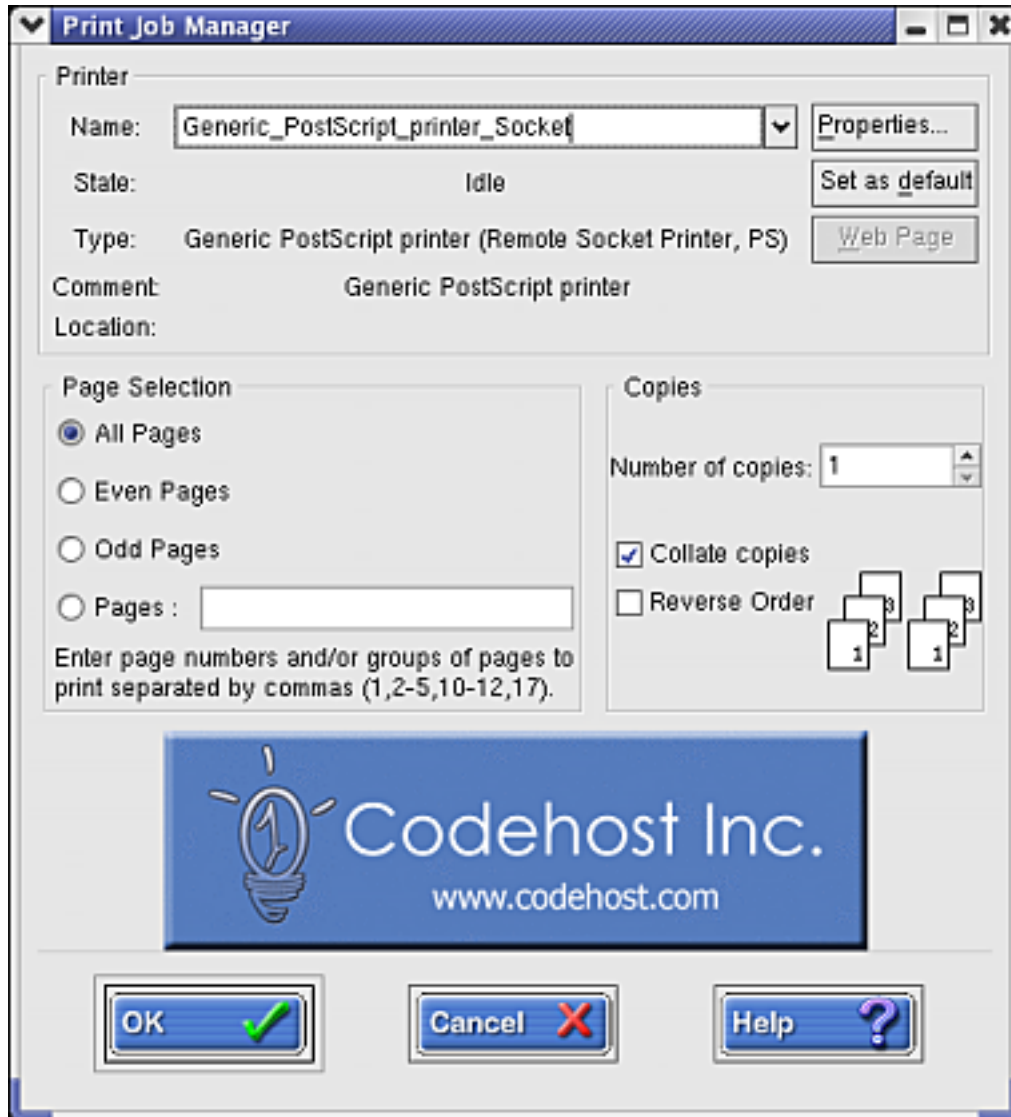 Print Job Manager
Printer
Name: Generic_PostScript_printer_Socket Properties...
State: Idle Set as default
Type: Generic PostScript printer (Remote Socket Printer, PS) Web Page
Comment: Generic PostScript printer
Location:
Page Selection
All Pages
Even Pages
Odd Pages
Pages :
Enter page numbers and/or groups of pages to
print separated by commas (1,2-5,10-12,17).
Copies
Number of copies: 1
Collate copies
Reverse Order
3 3
2 2
1 1
1 Codehost Inc.
www.codehost.com
OK Cancel Help ?